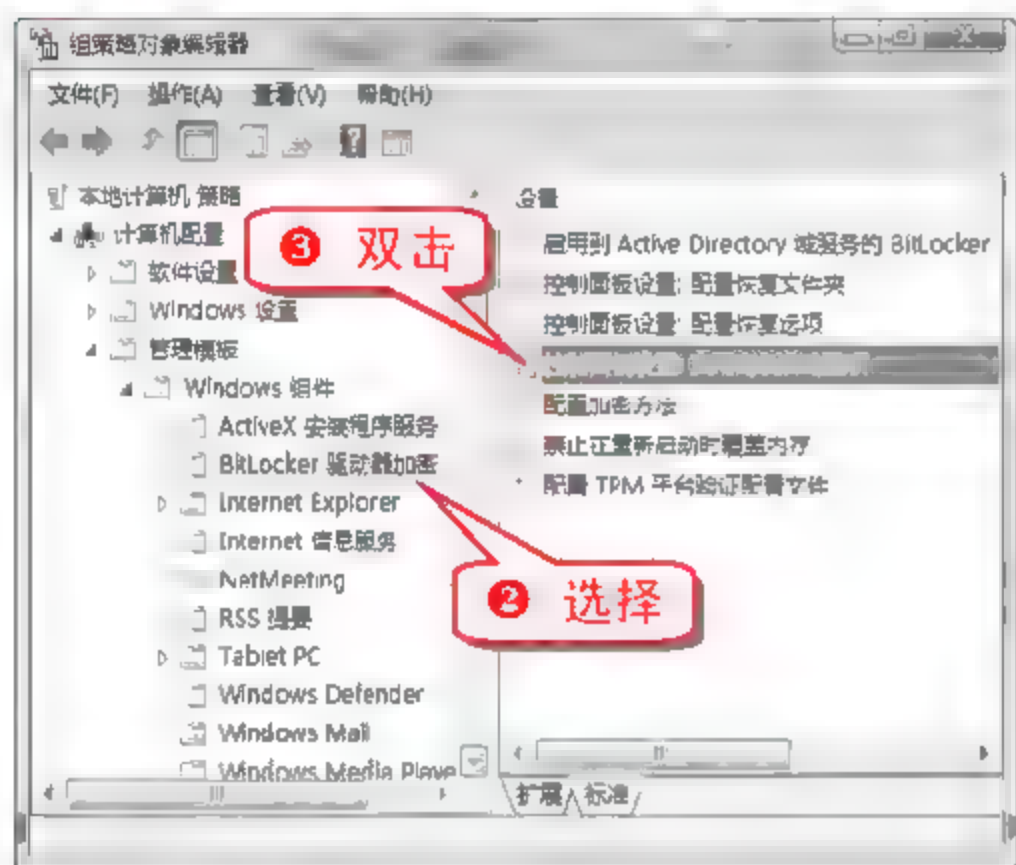 组策略对象编辑器
文件(F) 操作(A) 查看(V) 帮助(H)
本地计算机 策略
计算机配置
软件设置
Windows 设置
管理模板
Windows 组件
ActiveX 安装程序服务
BitLocker 驱动器加密
Internet Explorer
Internet 信息服务
NetMeeting
RSS 提要
Tablet PC
Windows Defender
Windows Mail
Windows Media Playe
❸ 双击
❷ 选择
设置
启用到 Active Directory 域服务的 BitLocker
控制面板设置: 配置恢复文件夹
控制面板设置: 配置恢复选项
配置加密方法
禁止在重新启动时覆盖内存
配置 TPM 平台验证配置文件
扩展 标准